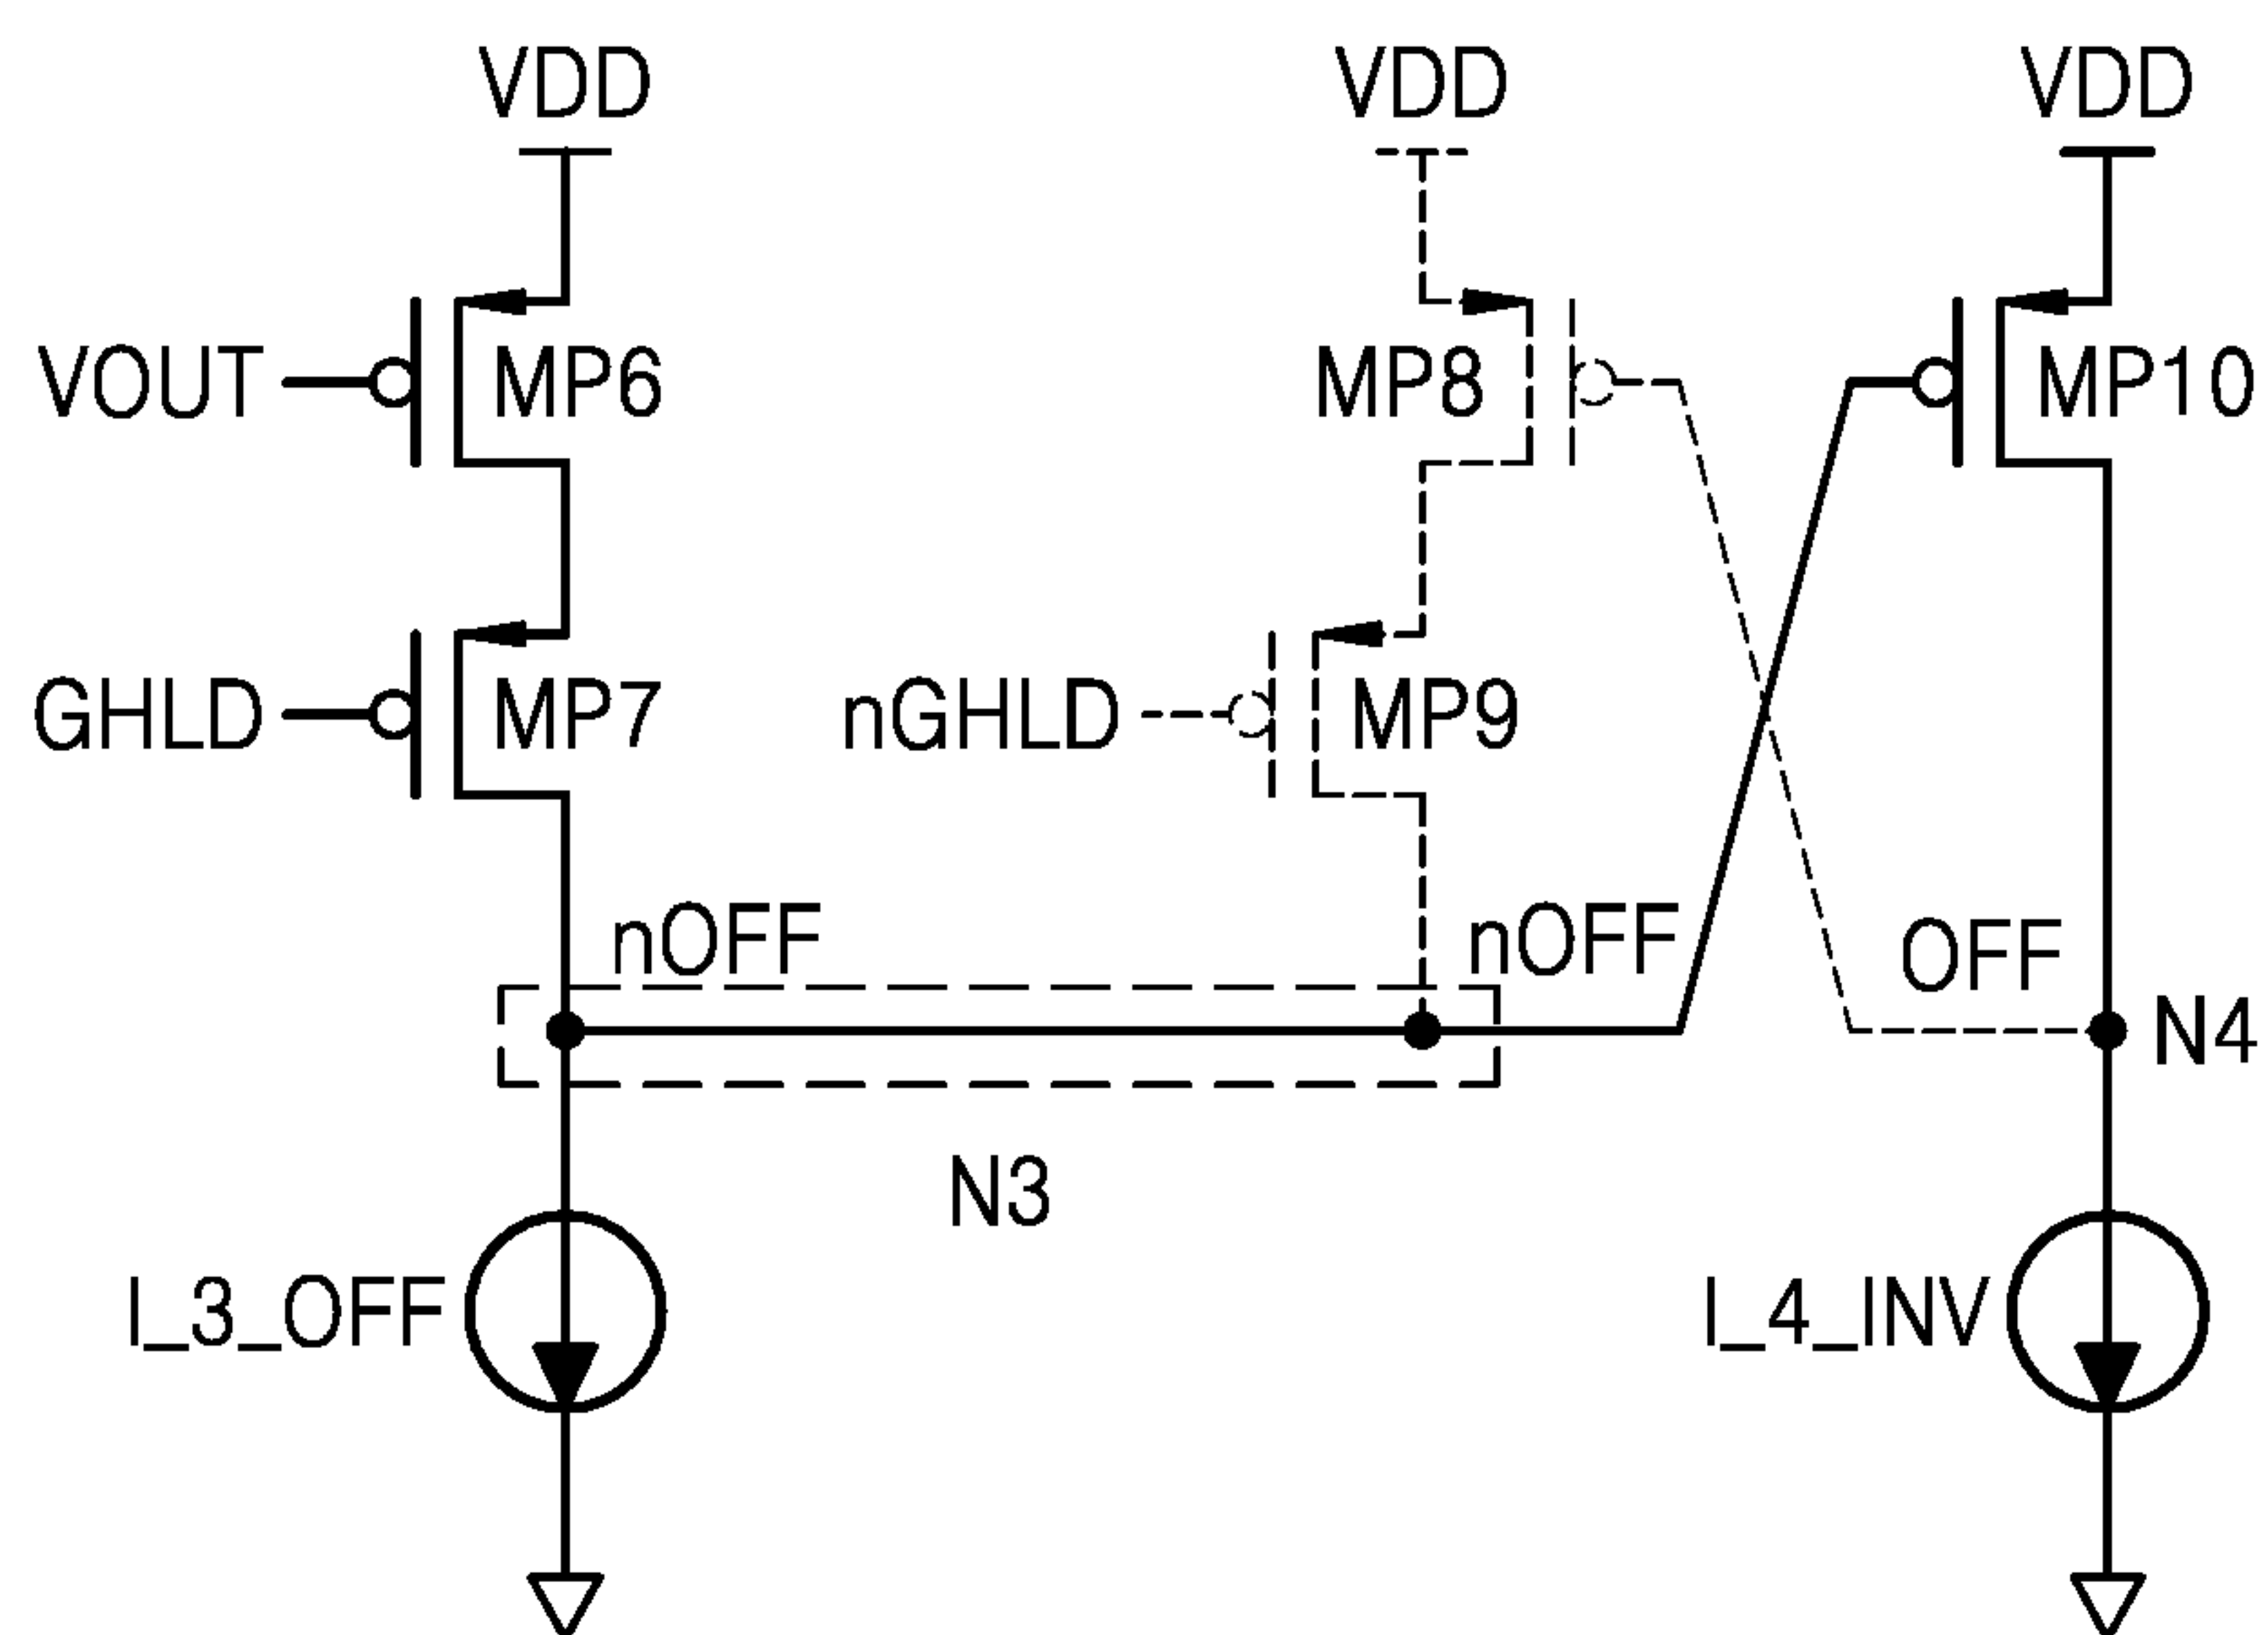 VDD VDD VDD
VOUT MP6 MP8 MP10
GHLD MP7 nGHLD MP9
nOFF nOFF OFF
N4
N3
I_3_OFF I_4_INV